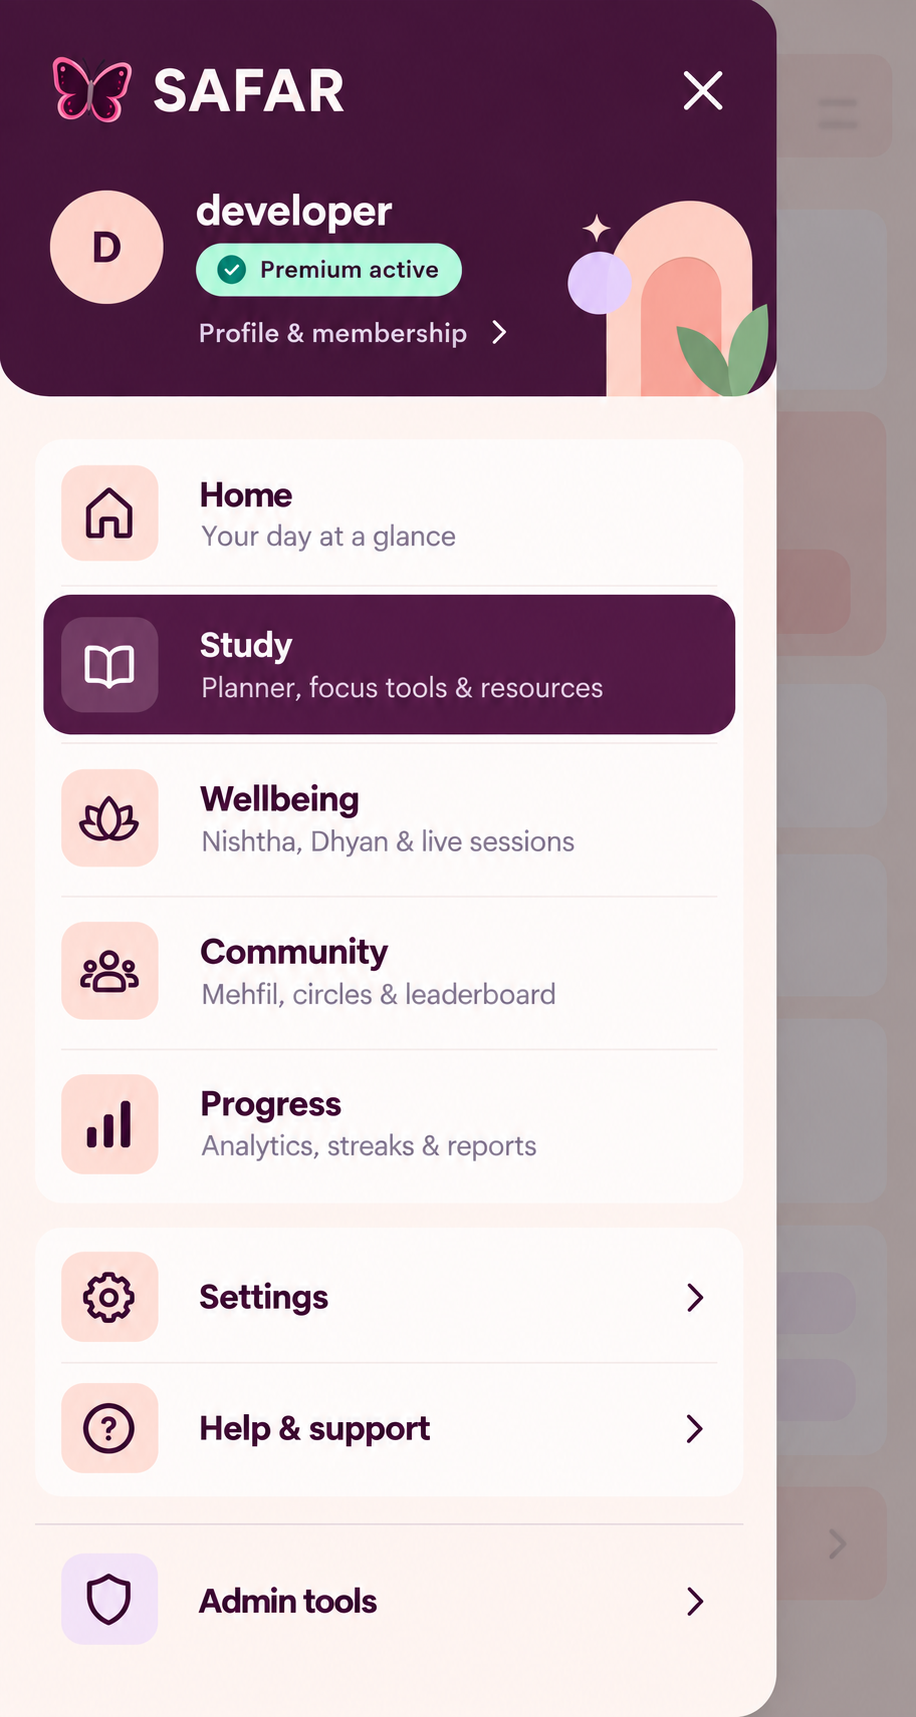 SAFAR
D
developer
Premium active
Profile & membership
Home
Your day at a glance
Study
Planner, focus tools & resources
Wellbeing
Nishtha, Dhyan & live sessions
Community
Mehfil, circles & leaderboard
Progress
Analytics, streaks & reports
Settings
?
Help & support
Admin tools